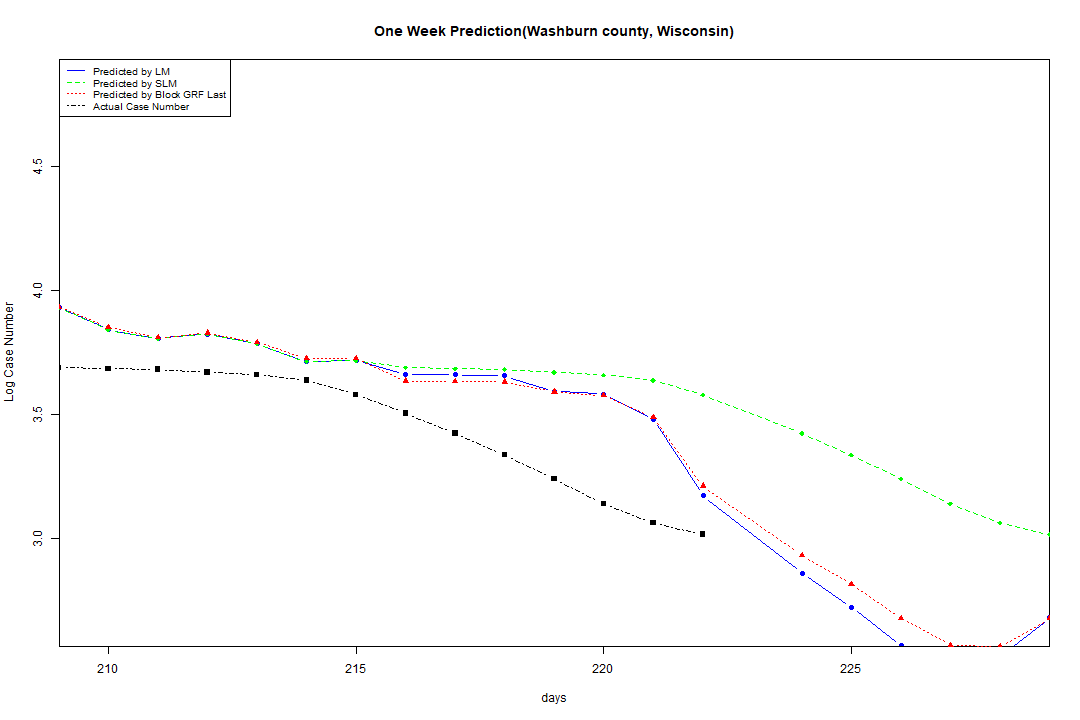 One Week Prediction(Washburn county, Wisconsin)
Predicted by LM
Predicted by SLM
Predicted by Block GRF Last
Actual Case Number
4.5
4.0
3.5
3.0
Log Case Number
210 215 220 225
days